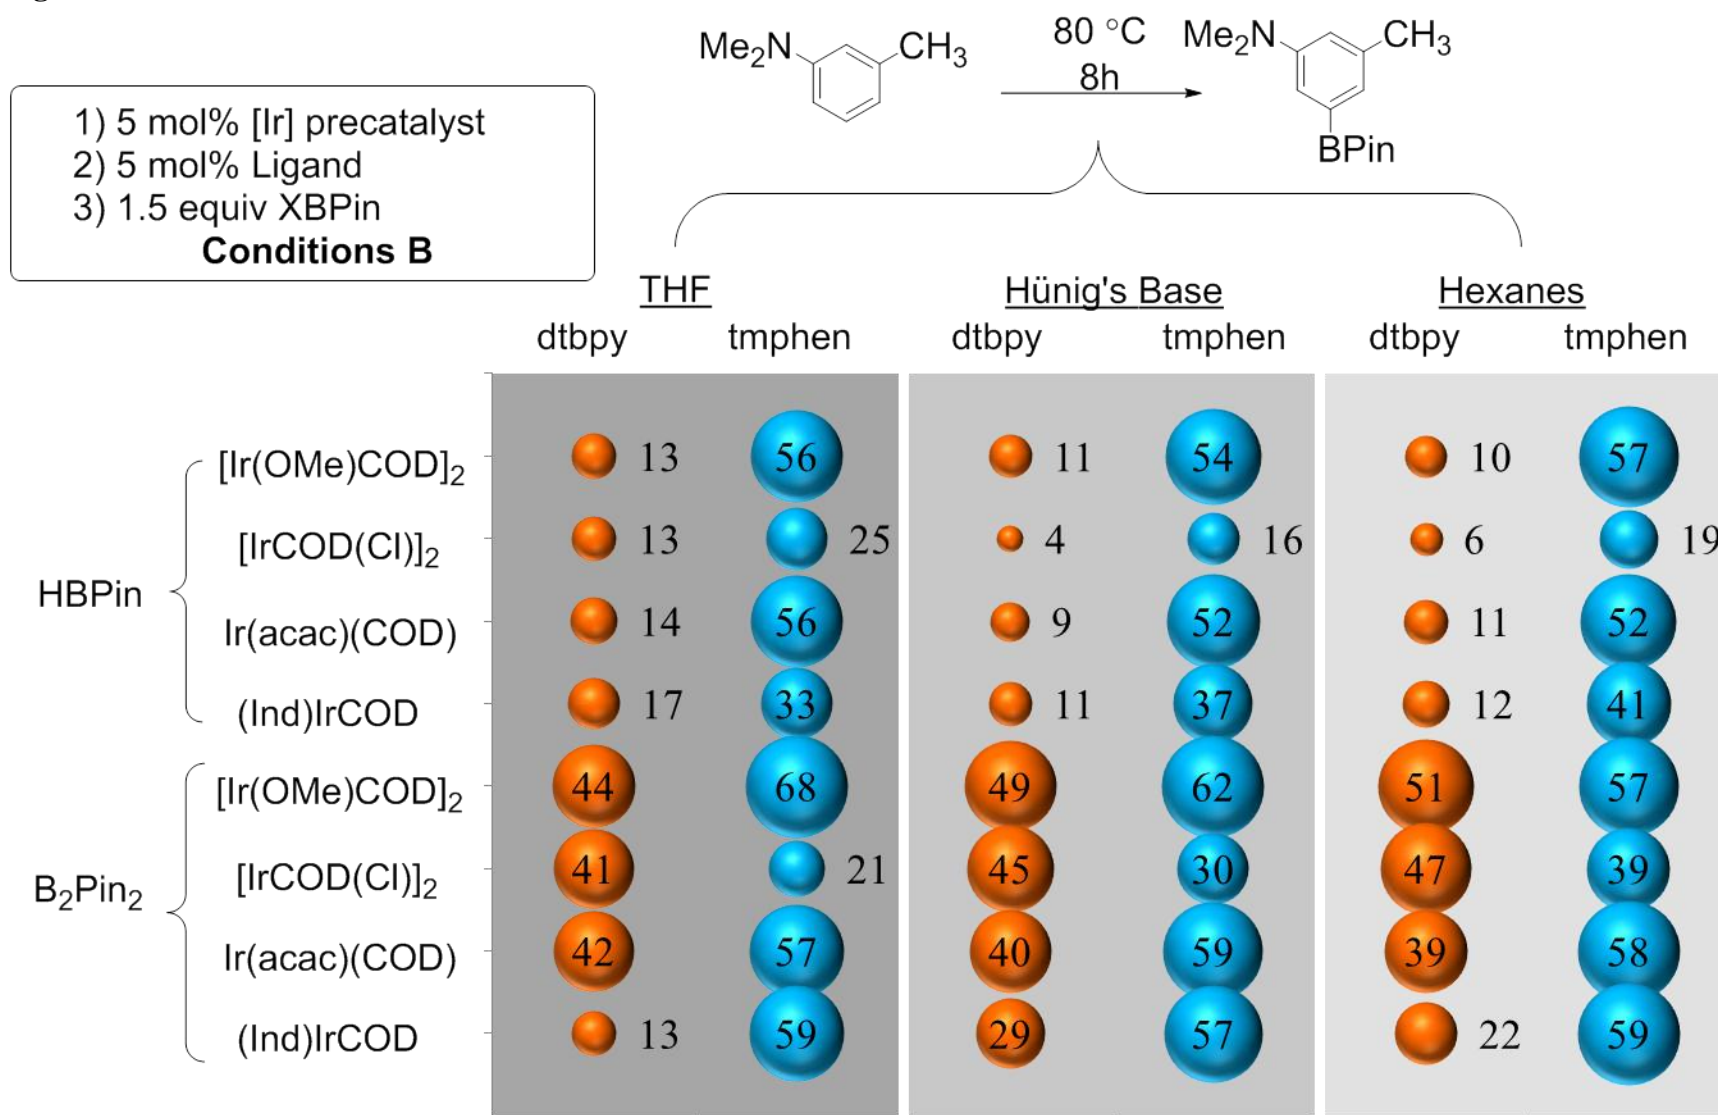 Me₂N CH₃ 80 °C 8h Me₂N CH₃ BPin
1) 5 mol% [Ir] precatalyst
2) 5 mol% Ligand
3) 1.5 equiv XBPin
Conditions B
THF Hünig's Base Hexanes
dtbpy tmphen dtbpy tmphen dtbpy tmphen
HBPin
[Ir(OMe)COD]₂ 13 56 11 54 10 57
[IrCOD(Cl)]₂ 13 25 4 16 6 19
Ir(acac)(COD) 14 56 9 52 11 52
(Ind)IrCOD 17 33 11 37 12 41
B₂Pin₂
[Ir(OMe)COD]₂ 44 68 49 62 51 57
[IrCOD(Cl)]₂ 41 21 45 30 47 39
Ir(acac)(COD) 42 57 40 59 39 58
(Ind)IrCOD 13 59 29 57 22 59